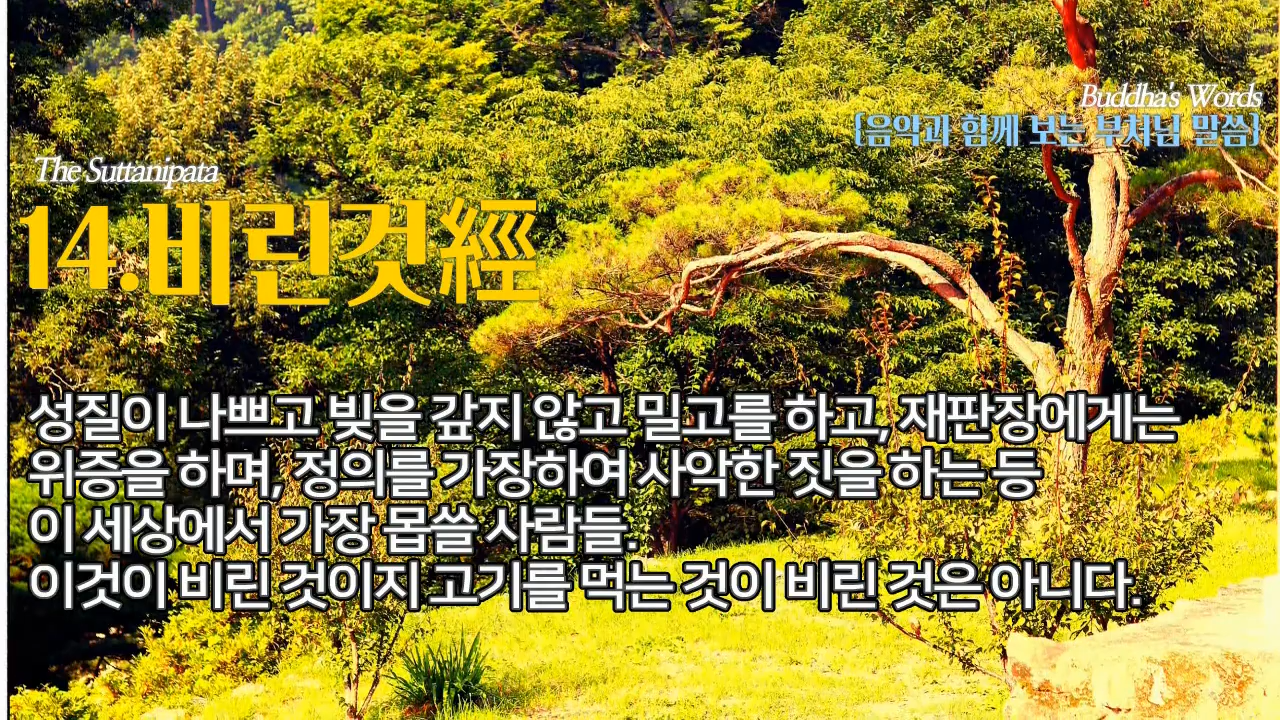 Buddha's Words
[음악과 함께 보는 부처님 말씀]
The Suttanipata
14.비린것經
성질이 나쁘고 빚을 갚지 않고 밀고를 하고, 재판장에게는
위증을 하며, 정의를 가장하여 사악한 짓을 하는 등
이 세상에서 가장 몹쓸 사람들.
이것이 비린 것이지 고기를 먹는 것이 비린 것은 아니다.